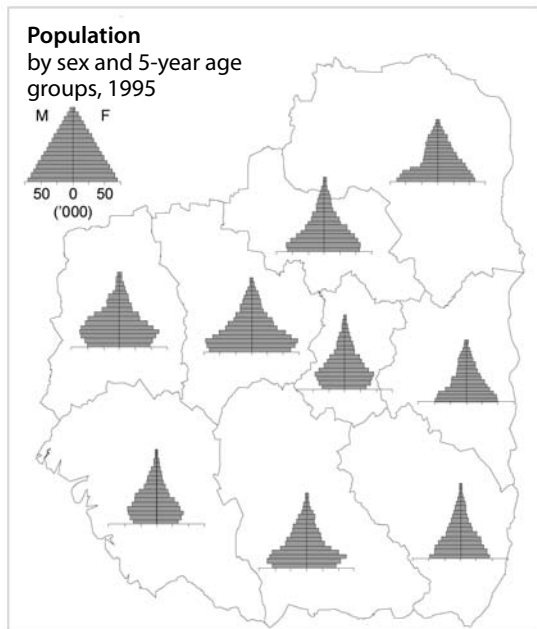 Population
by sex and 5-year age
groups, 1995
M F
50 0 50
('000)